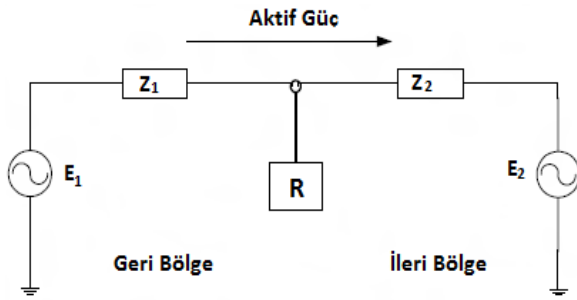 Aktif Güç
Z1
Z2
E1
R
E2
Geri Bölge
İleri Bölge